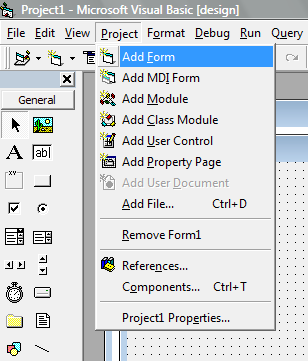 Project1 - Microsoft Visual Basic [design]
File Edit View Project Format Debug Run Query
General
A
ab
xy
Add Form
Add MDI Form
Add Module
Add Class Module
Add User Control
Add Property Page
Add User Document
Add File... Ctrl+D
Remove Form1
References...
Components... Ctrl+T
Project1 Properties...